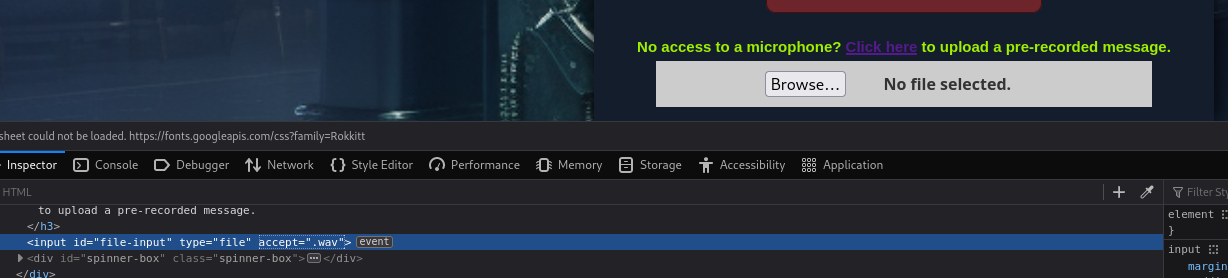 No access to a microphone? Click here to upload a pre-recorded message.
Browse... No file selected.
sheet could not be loaded. https://fonts.googleapis.com/css?family=Rokkitt
Inspector Console Debugger Network Style Editor Performance Memory Storage Accessibility Application
HTML Filter Sty
to upload a pre-recorded message.
</h3>
<input id="file-input" type="file" accept=".wav"> event
<div id="spinner-box" class="spinner-box"> ... </div>
</div>
element
}
input
margin